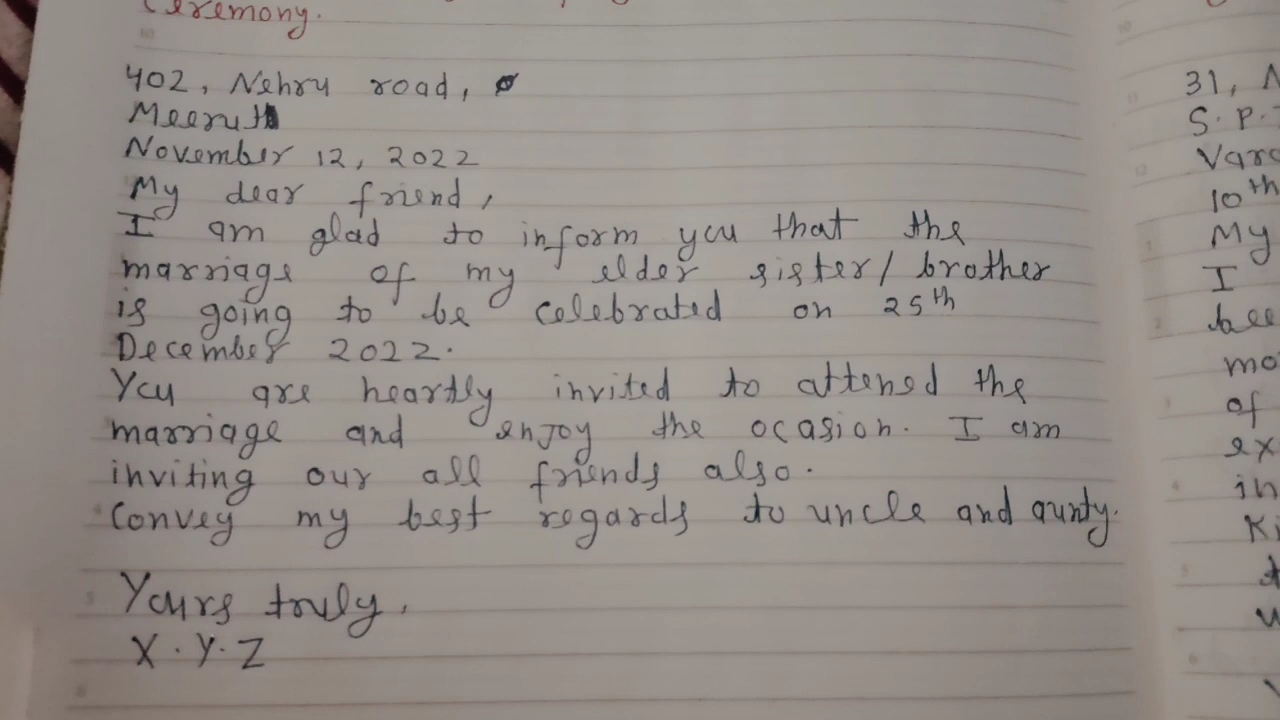 Ceremony.
402, Nehru road,
Meeruth
November 12, 2022
My dear friend,
I am glad to inform you that the
marriage of my elder sister/ brother
is going to be celebrated on 25th
December 2022.
You are heartly invited to attened the
marriage and enjoy the ocasion. I am
inviting our all friends also.
Convey my best regards to uncle and aunty.
Yours truly,
X.Y.Z
31,
S.P.
10th
My
I
of